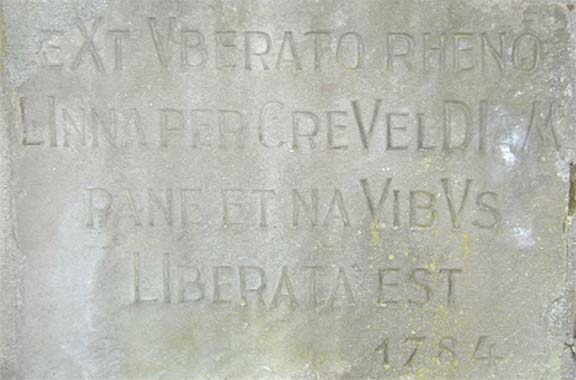 EXT VBERATO RHENO
LINNA PER CREVELDIAM
PANE ET NAVIBVS
LIBERATA EST
1784